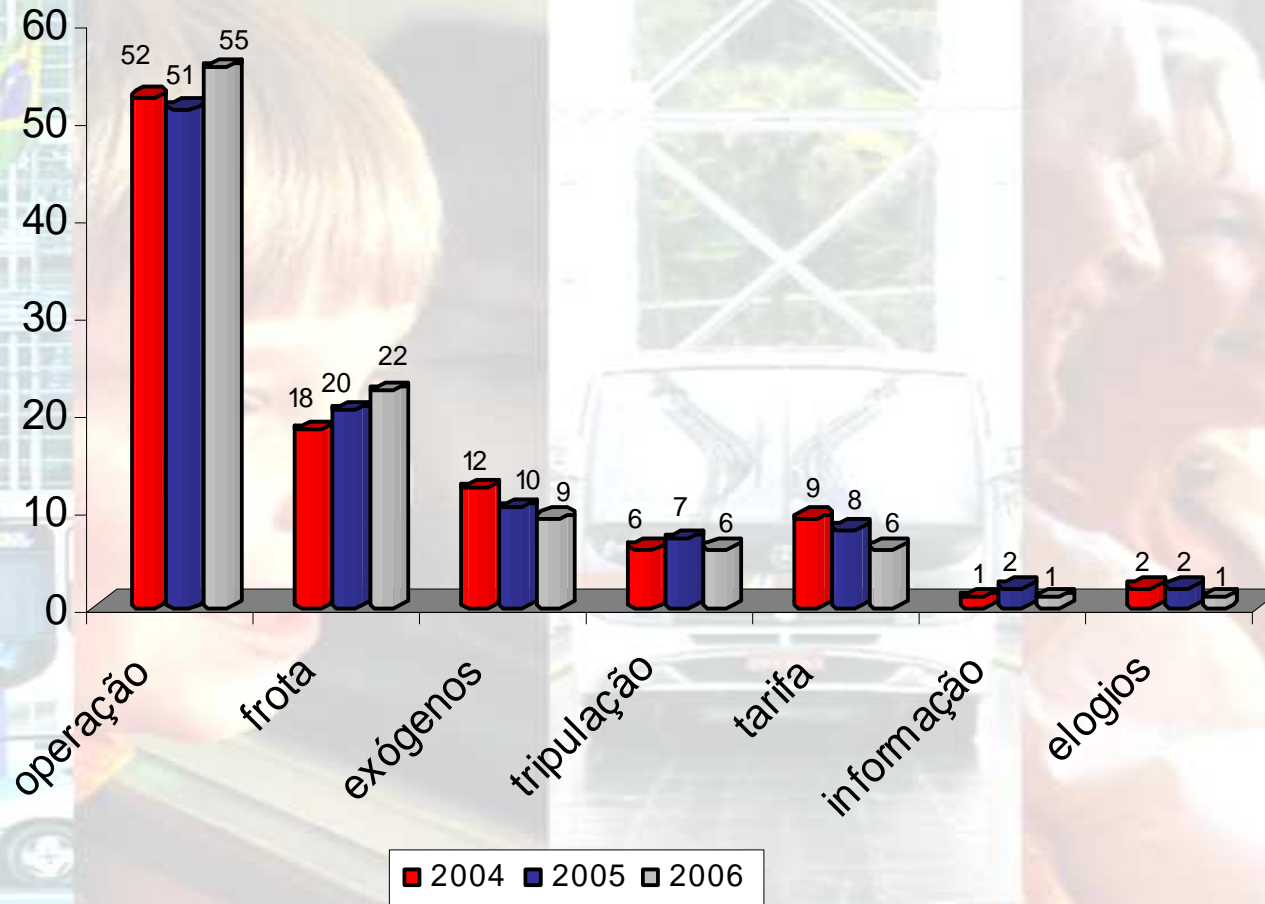 60
50
40
30
20
10
0
52 51 55
18 20 22
12 10 9
6 7 6
9 8 6
1 2 1
2 2 1
operação
frota
exógenos
tripulação
tarifa
informação
elogios
2004 2005 2006